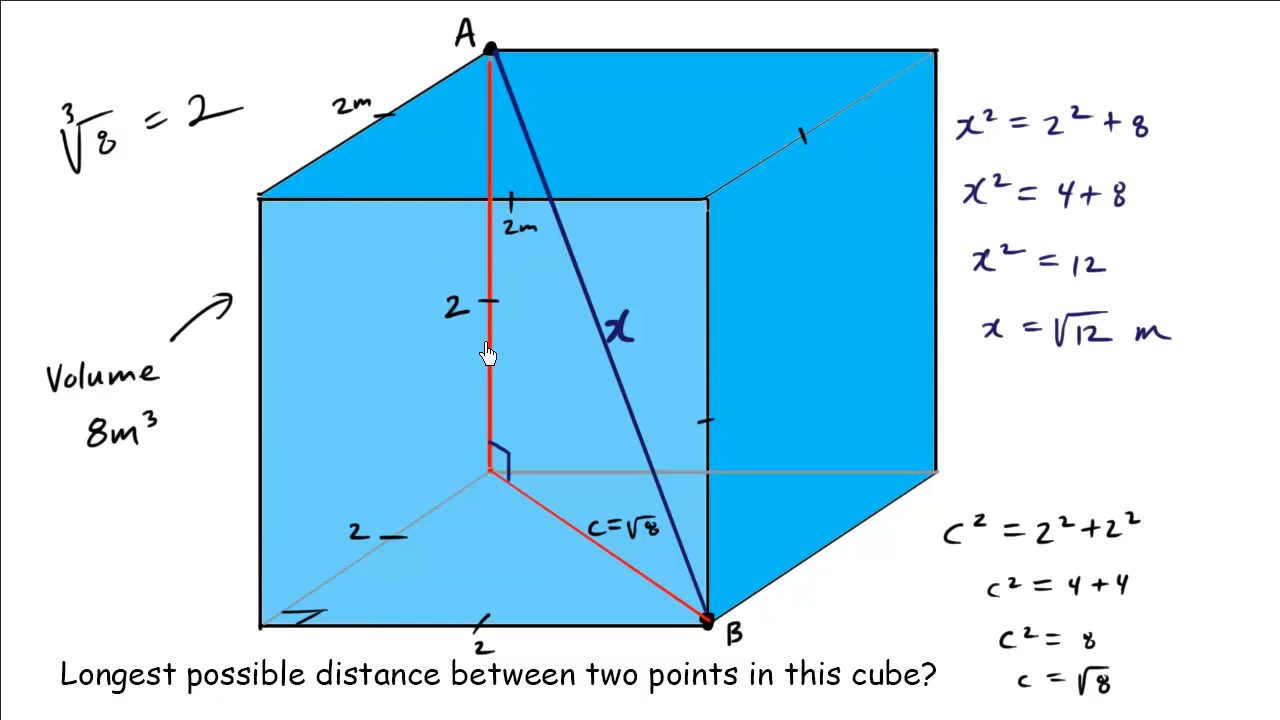 A
∛8 = 2
2m
2m
2
x
Volume
8m³
c=√8
2
2
B
x² = 2² + 8
x² = 4 + 8
x² = 12
x = √12 m
c² = 2² + 2²
c² = 4 + 4
c² = 8
c = √8
Longest possible distance between two points in this cube?